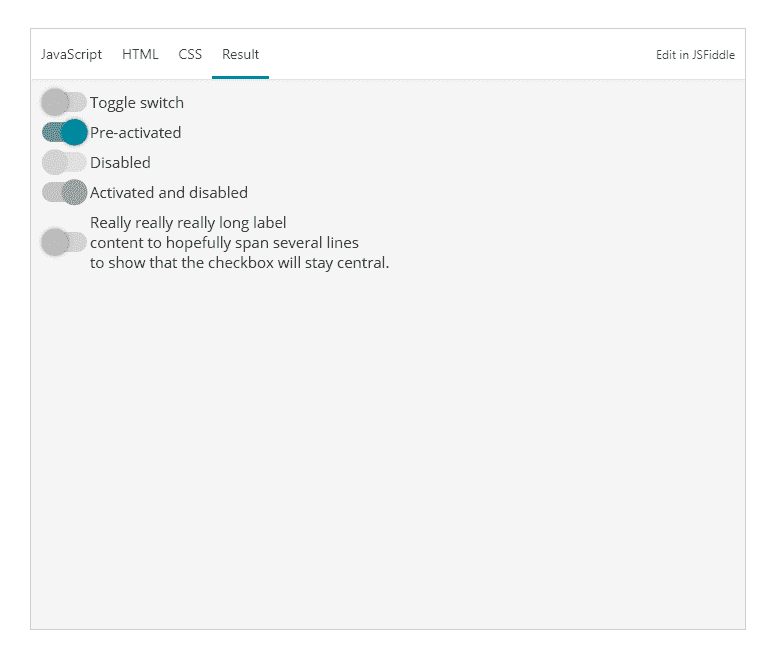 JavaScript HTML CSS Result Edit in JSFiddle
Toggle switch
Pre-activated
Disabled
Activated and disabled
Really really really long label
content to hopefully span several lines
to show that the checkbox will stay central.